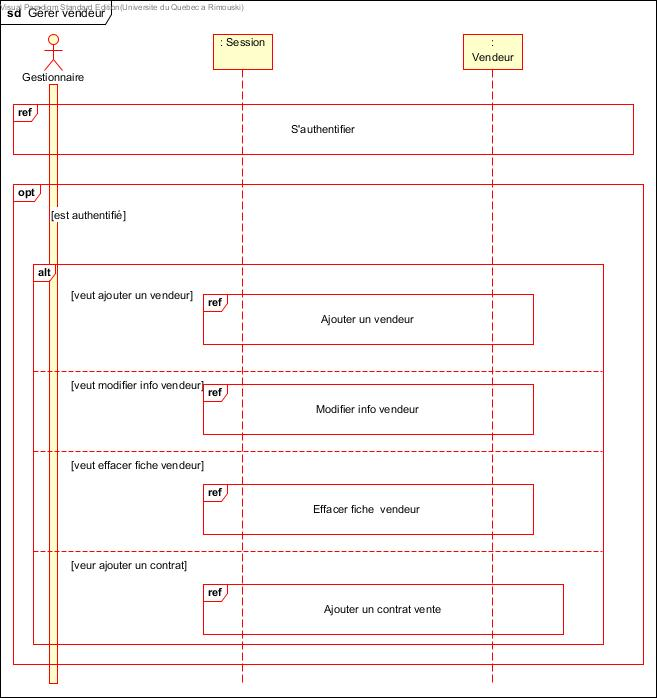 Visual Paradigm Standard Edition(Universite du Quebec a Rimouski)
sd Gérer vendeur
: Session
:
Vendeur
Gestionnaire
ref
S'authentifier
opt
[est authentifié]
alt
[veut ajouter un vendeur]
ref
Ajouter un vendeur
[veut modifier info vendeur]
ref
Modifier info vendeur
[veut effacer fiche vendeur]
ref
Effacer fiche vendeur
[veur ajouter un contrat]
ref
Ajouter un contrat vente